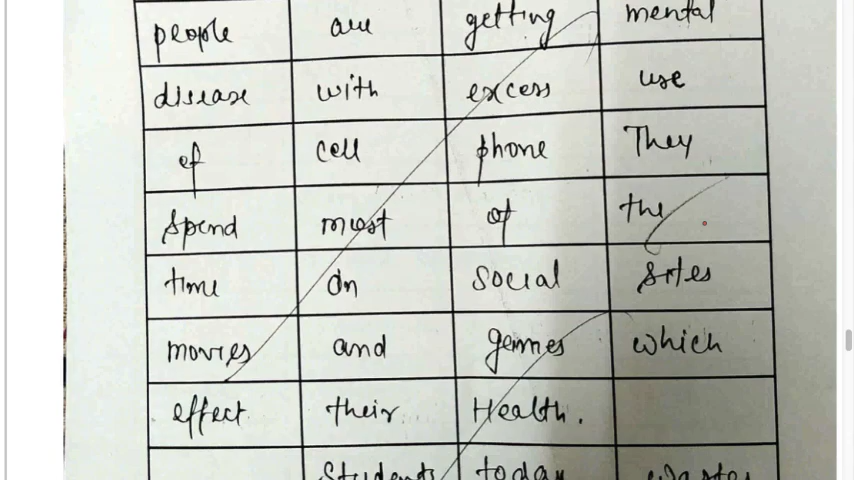 people are getting mental
disease with excess use
of cell phone They
spend most of the
time on social sites
movies and games which
effect their Health.
Students today wastes